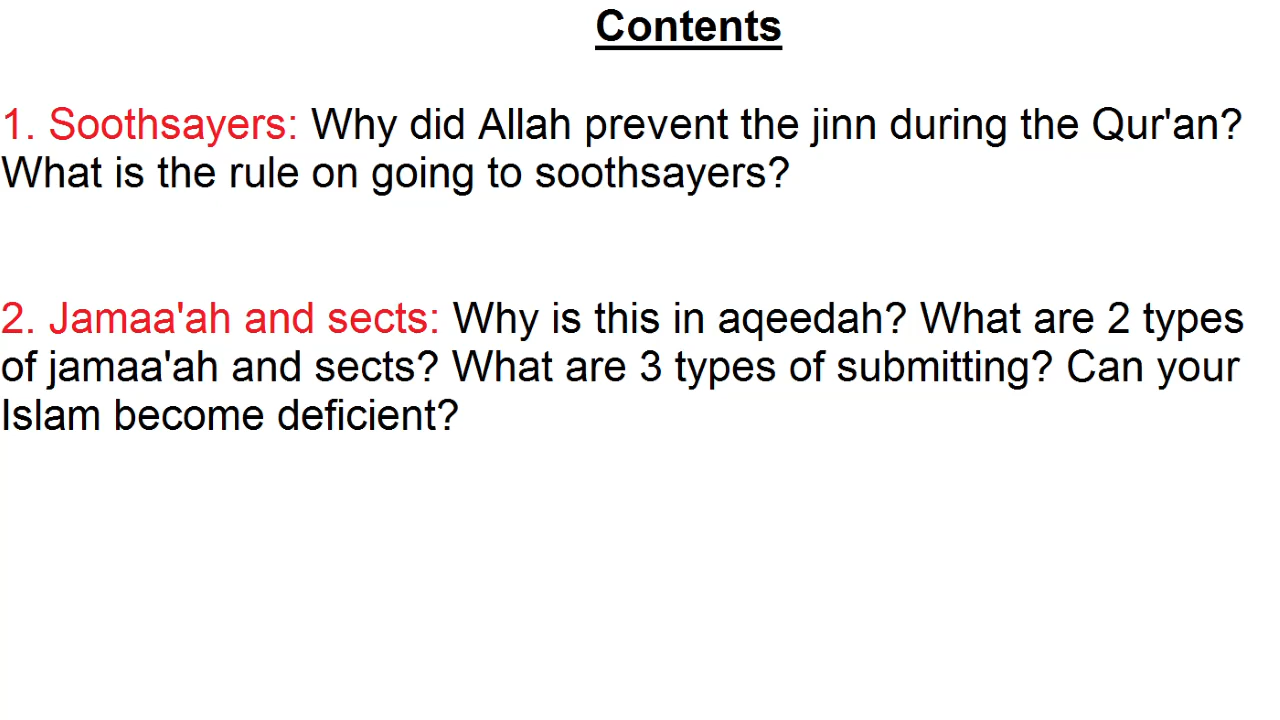 Contents
1. Soothsayers: Why did Allah prevent the jinn during the Qur'an?
What is the rule on going to soothsayers?
2. Jamaa'ah and sects: Why is this in aqeedah? What are 2 types
of jamaa'ah and sects? What are 3 types of submitting? Can your
Islam become deficient?